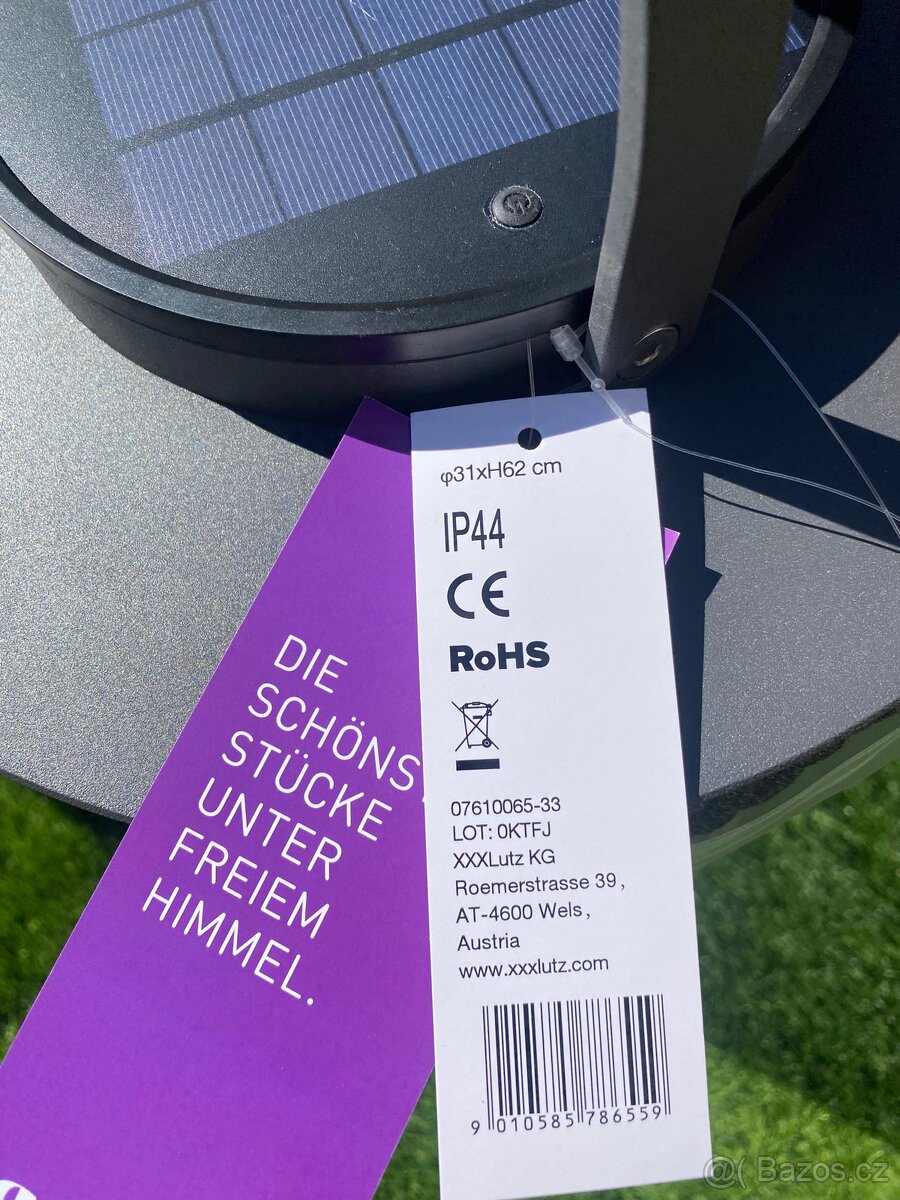 φ31xH62 cm
IP44
CE
RoHS
07610065-33
LOT: 0KTFJ
XXXLutz KG
Roemerstrasse 39,
AT-4600 Wels,
Austria
www.xxxlutz.com
9 010585 786559
DIE
SCHÖNS
STÜCKE
UNTER
FREIEM
HIMMEL.
@( Bazos.cz